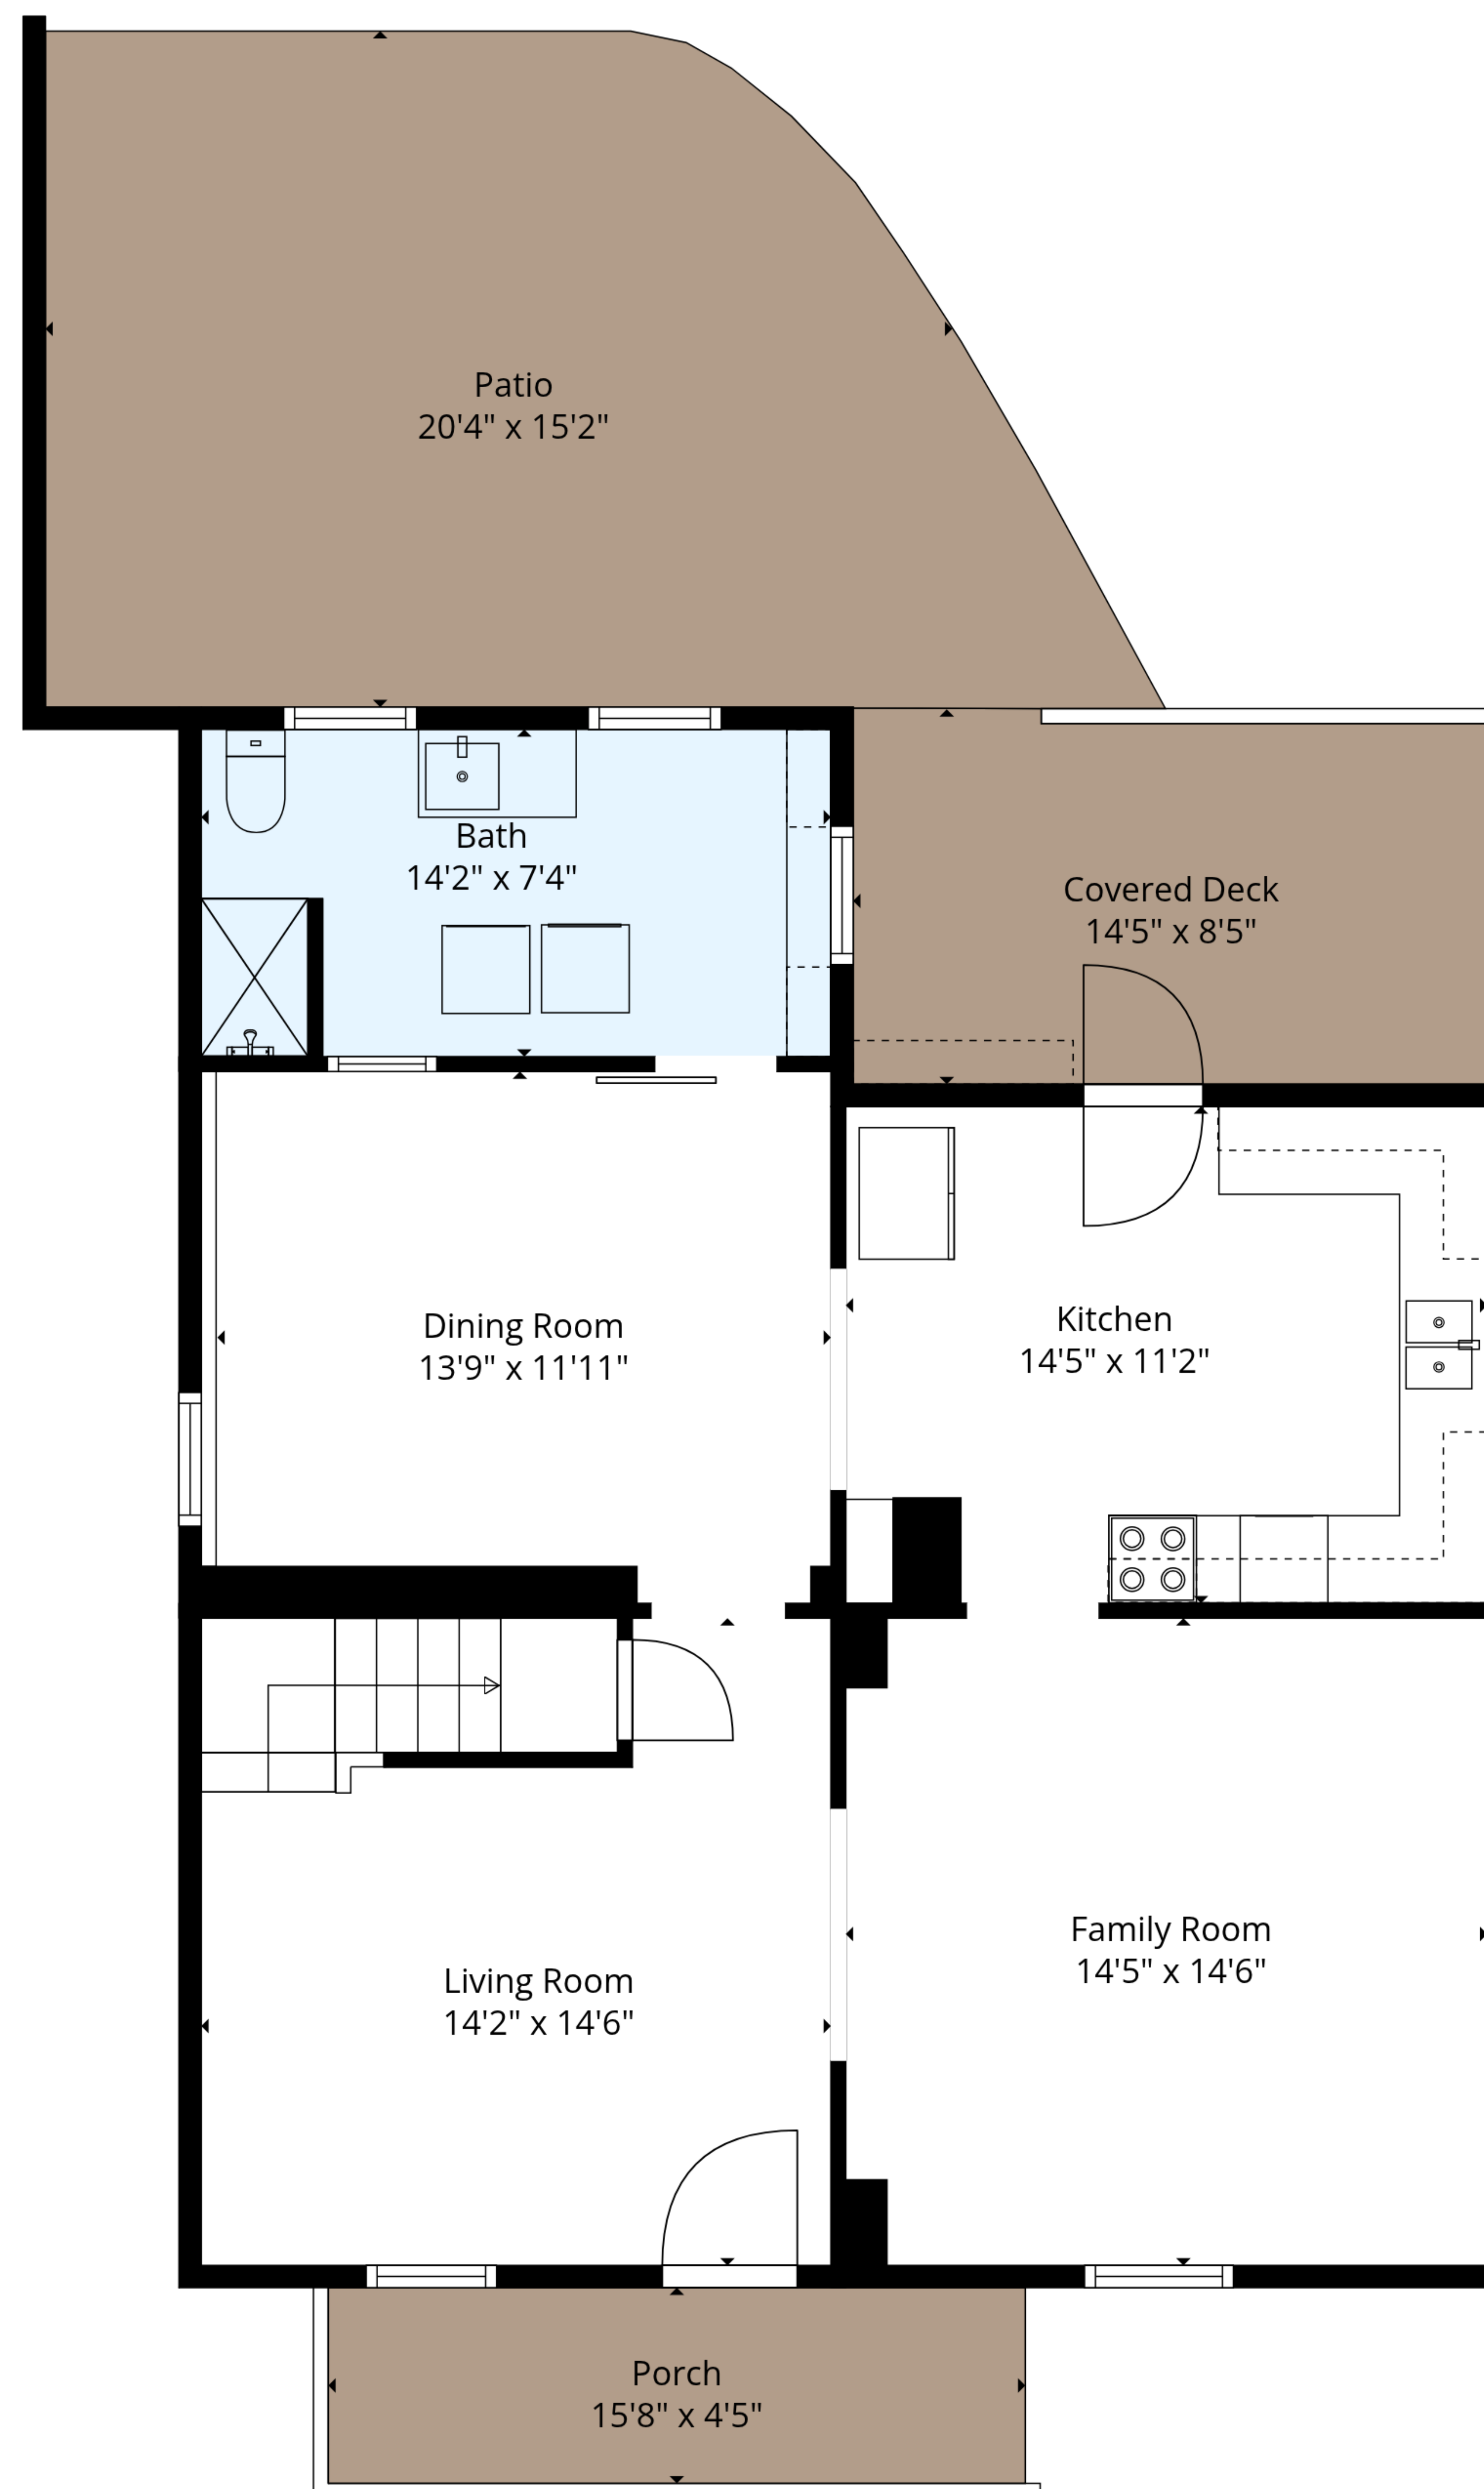 Patio
20'4" x 15'2"
Bath
14'2" x 7'4"
Covered Deck
14'5" x 8'5"
Dining Room
13'9" x 11'11"
Kitchen
14'5" x 11'2"
Family Room
14'5" x 14'6"
Living Room
14'2" x 14'6"
Porch
15'8" x 4'5"